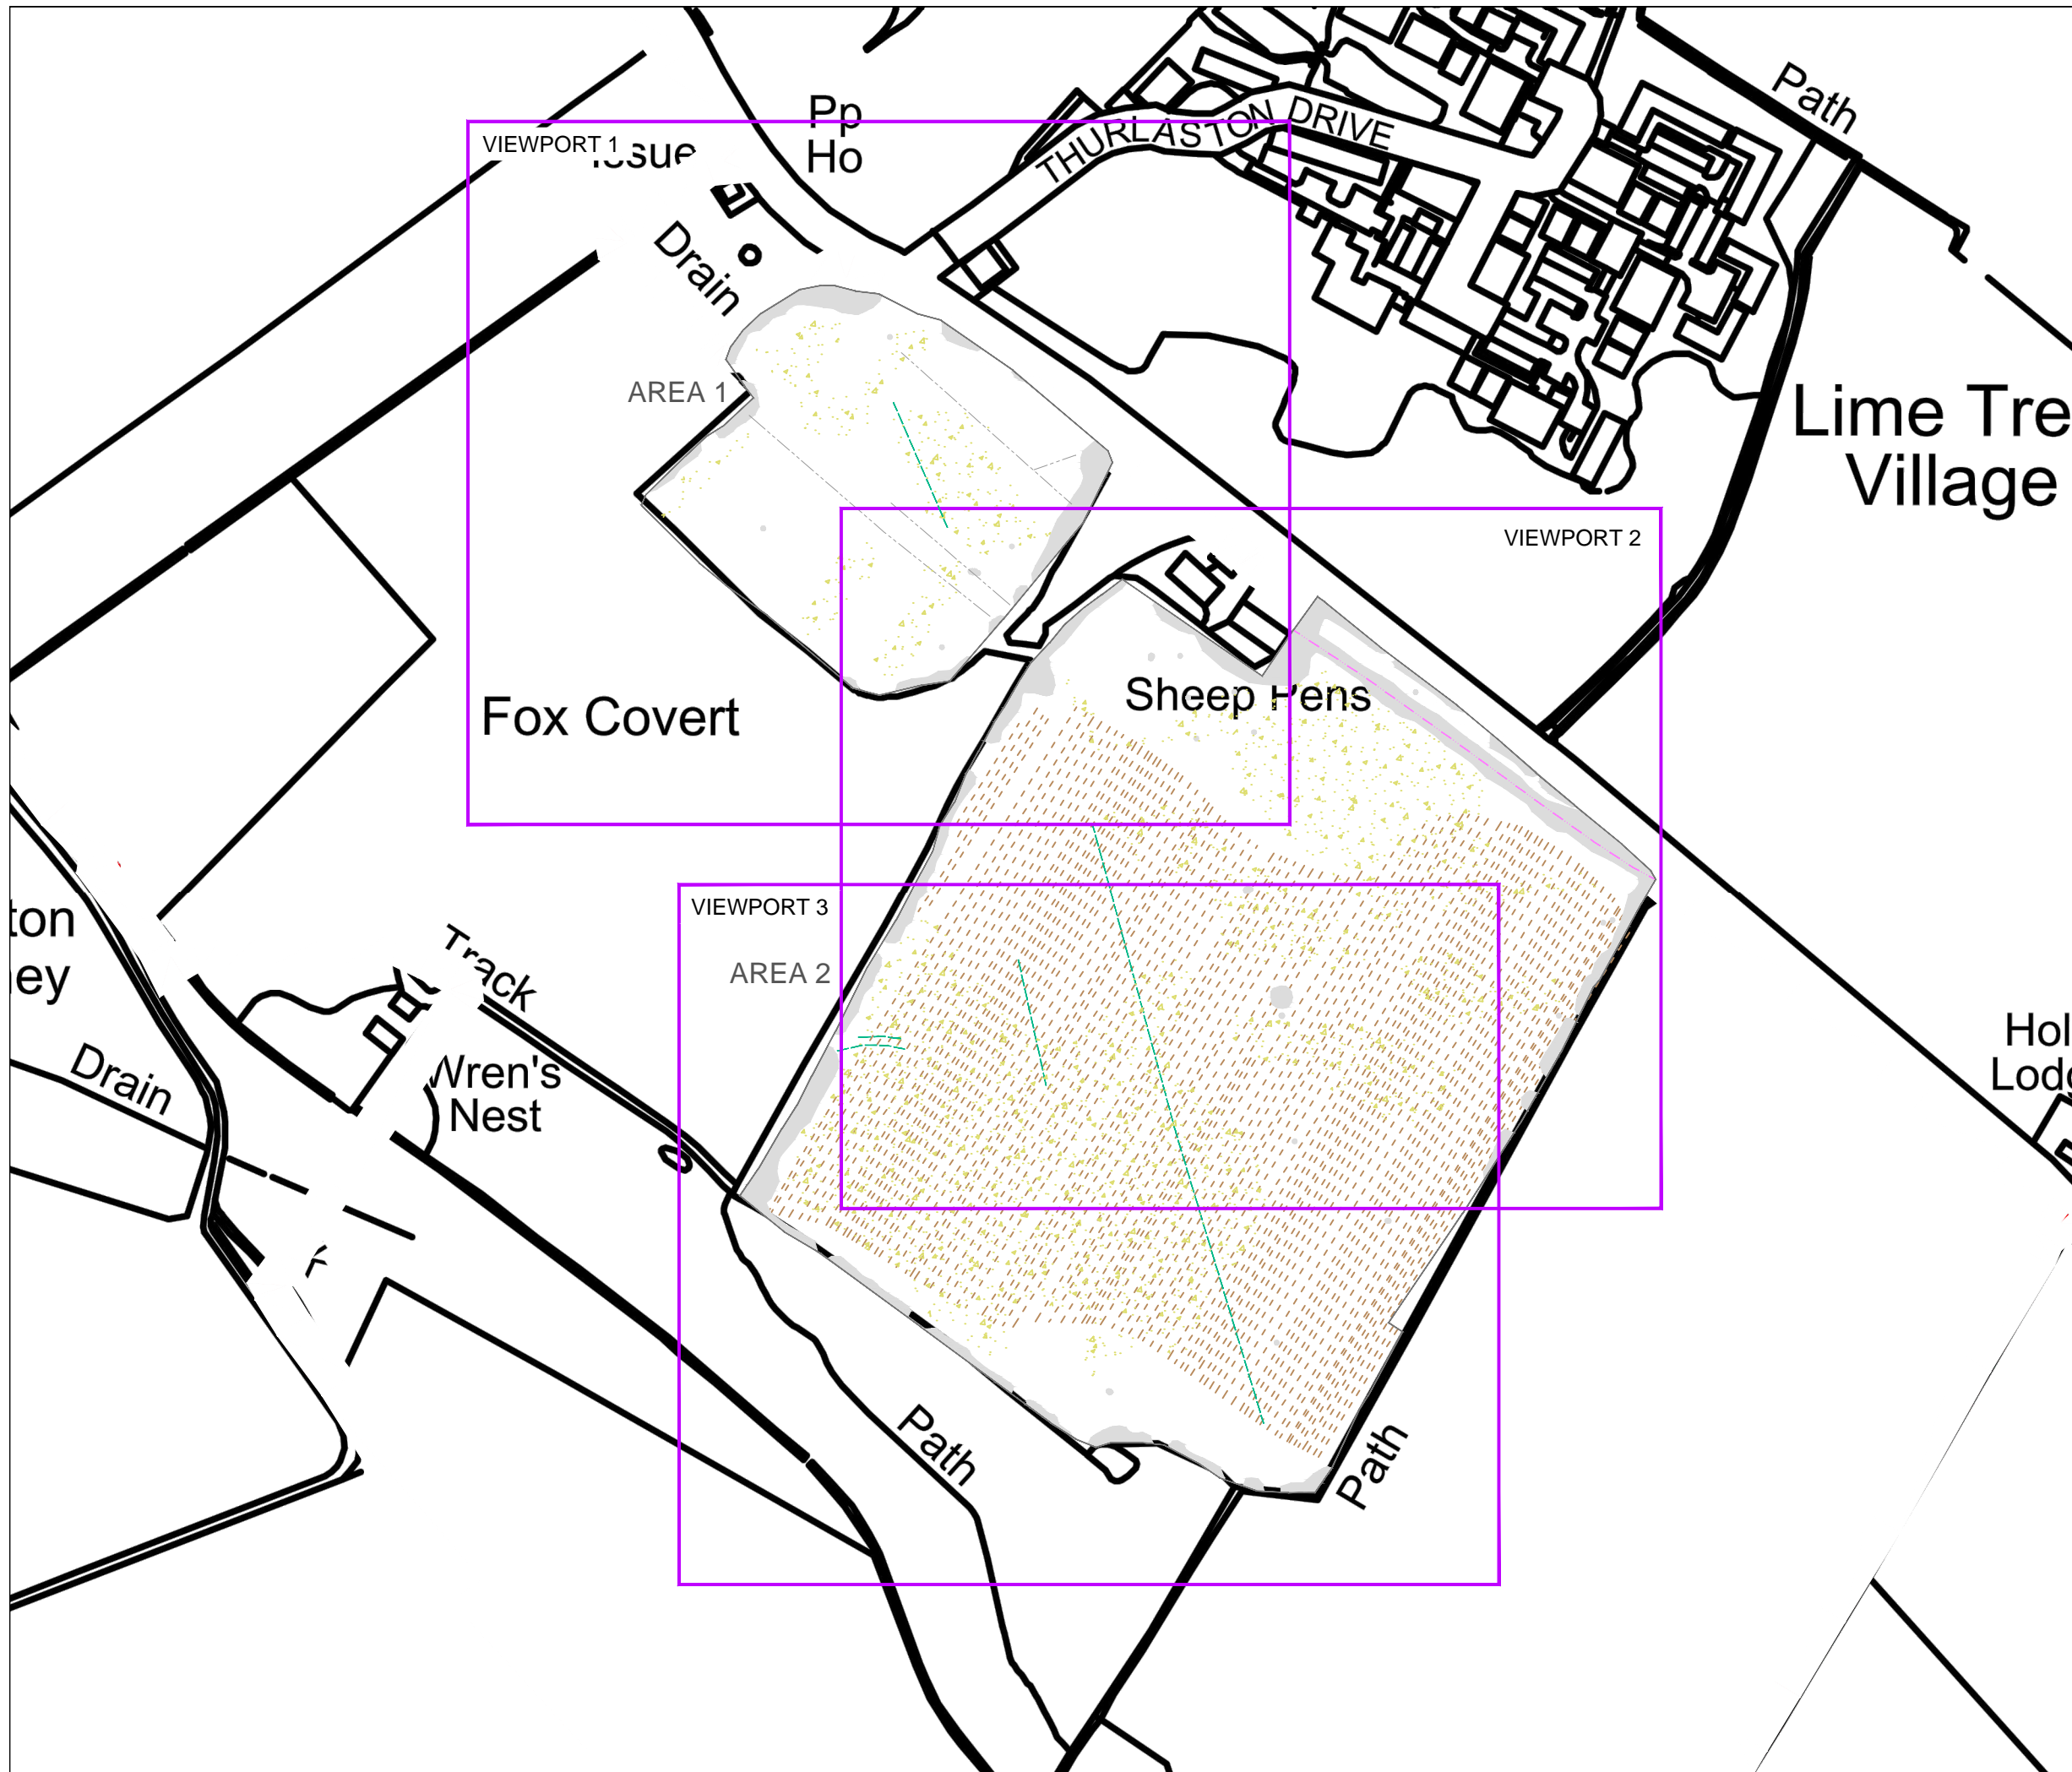 Path
Pp
Ho
THURLASTON DRIVE
VIEWPORT 1
Issue
Drain
AREA 1
Lime Tre
Village
VIEWPORT 2
Sheep Pens
Fox Covert
VIEWPORT 3
ton
ey
Track
AREA 2
Hol
Lod
Drain
Wren's
Nest
Path
Path